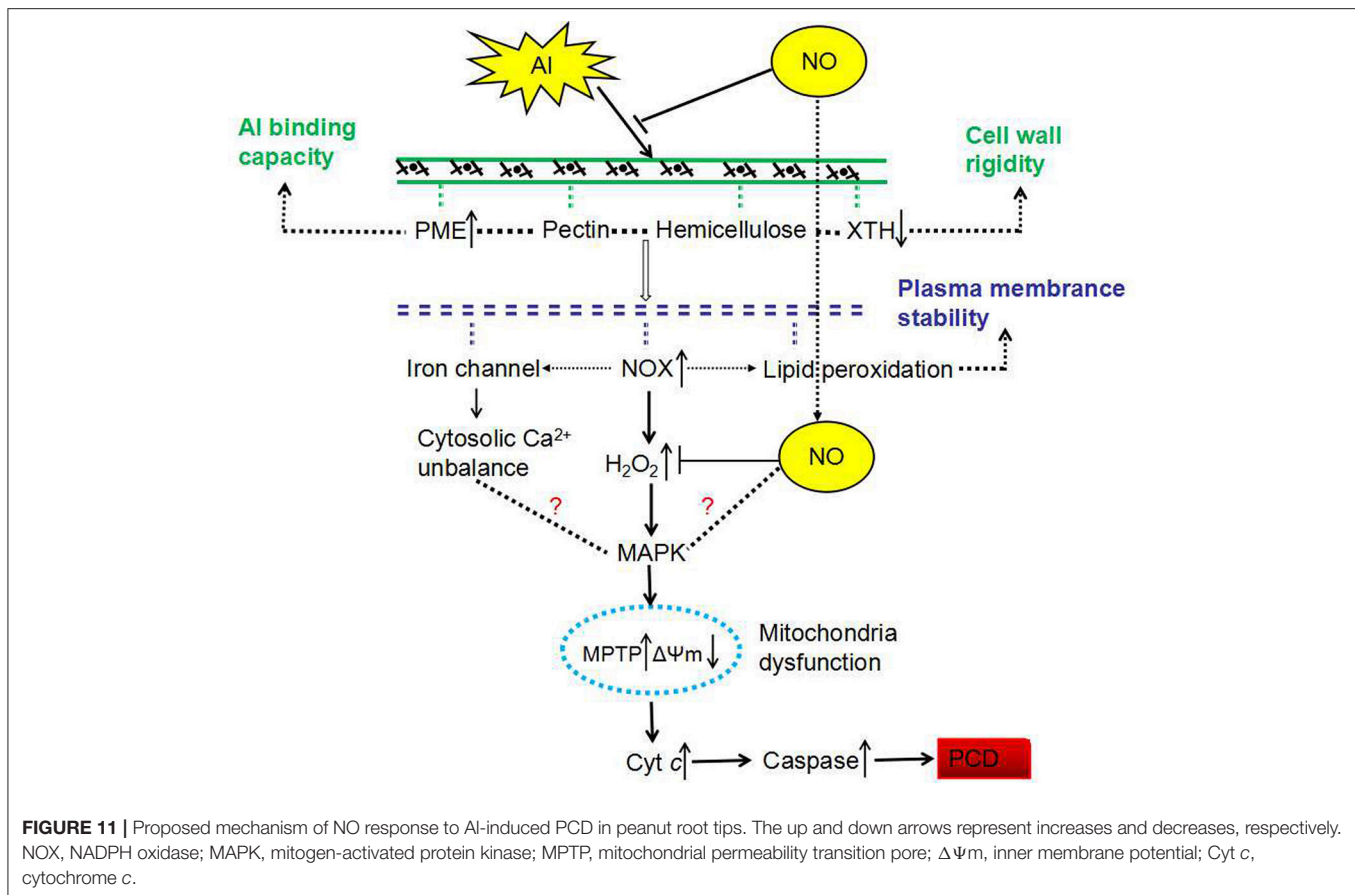 Al
NO
Al binding
capacity
Cell wall
rigidity
PME
Pectin
Hemicellulose
XTH
Plasma membrance
stability
Iron channel
NOX
Lipid peroxidation
Cytosolic Ca²⁺
unbalance
H₂O₂
NO
?
?
MAPK
MPTP
ΔΨm
Mitochondria
dysfunction
Cyt c
Caspase
PCD
FIGURE 11 | Proposed mechanism of NO response to Al-induced PCD in peanut root tips. The up and down arrows represent increases and decreases, respectively.
NOX, NADPH oxidase; MAPK, mitogen-activated protein kinase; MPTP, mitochondrial permeability transition pore; ΔΨm, inner membrane potential; Cyt c,
cytochrome c.